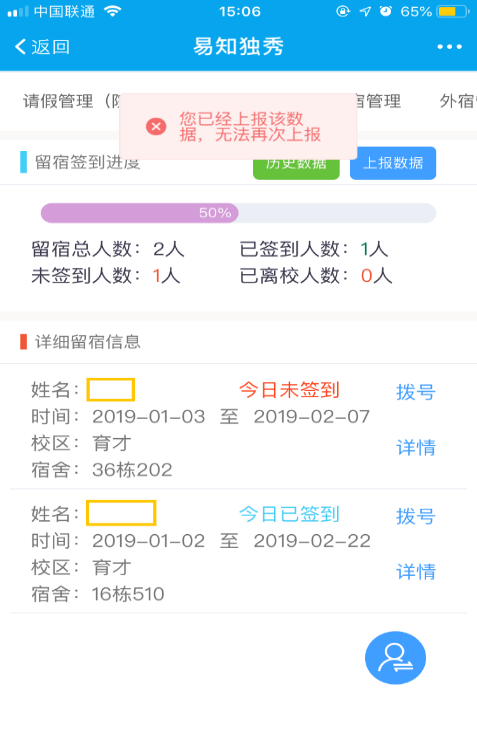 中国联通 15:06 65%
返回 易知独秀
请假管理（ 宿管理 外宿
您已经上报该数
据，无法再次上报
留宿签到进度 历史数据 上报数据
50%
留宿总人数：2人 已签到人数：1人
未签到人数：1人 已离校人数：0人
详细留宿信息
姓名： 今日未签到 拨号
时间：2019-01-03 至 2019-02-07
校区：育才 详情
宿舍：36栋202
姓名： 今日已签到 拨号
时间：2019-01-02 至 2019-02-22
校区：育才 详情
宿舍：16栋510